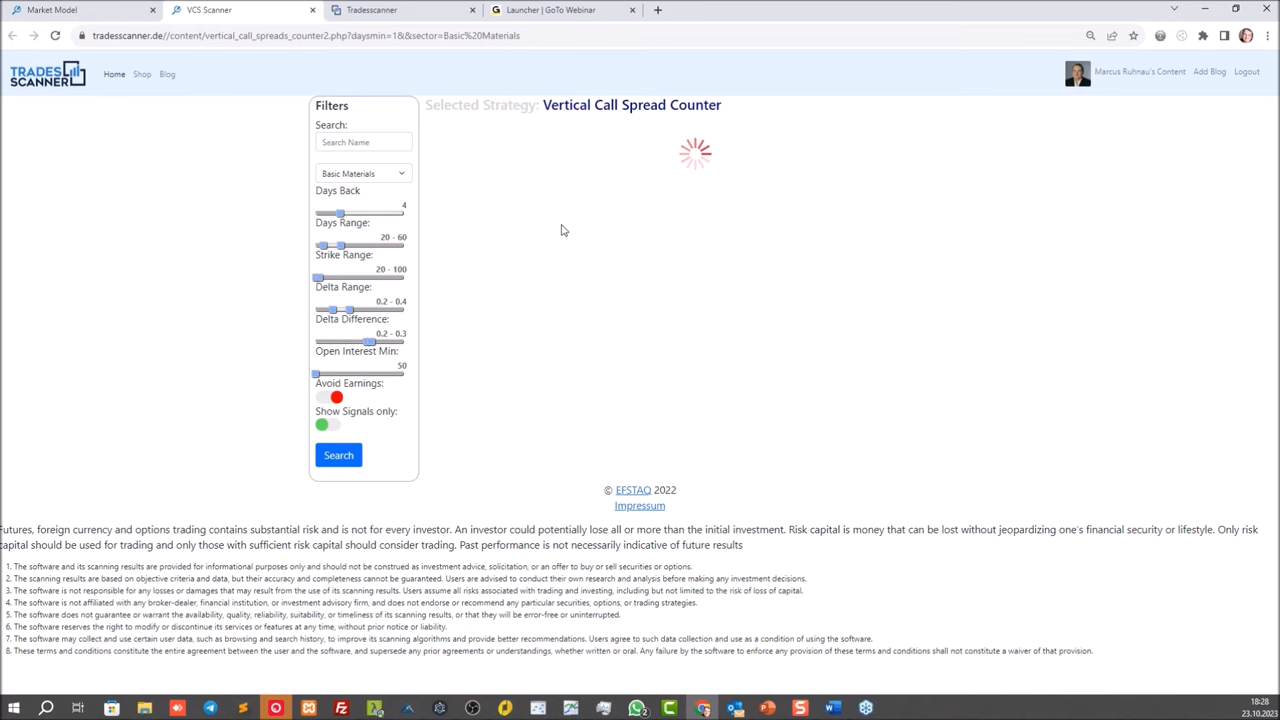 Market Model
VCS Scanner
Tradesscanner
Launcher | GoTo Webinar
tradesscanner.de//content/vertical_call_spreads_counter2.php?daysmin=1&&sector=Basic%20Materials
TRADES
SCANNER
Home Shop Blog
Marcus Ruhnau's Content Add Blog Logout
Filters
Selected Strategy: Vertical Call Spread Counter
Search:
Search Name
Basic Materials
Days Back
4
Days Range:
20 - 60
Strike Range:
20 - 100
Delta Range:
0.2 - 0.4
Delta Difference:
0.2 - 0.3
Open Interest Min:
50
Avoid Earnings:
Show Signals only:
Search
© EFSTAQ 2022
Impressum
Futures, foreign currency and options trading contains substantial risk and is not for every investor. An investor could potentially lose all or more than the initial investment. Risk capital is money that can be lost without jeopardizing one's financial security or lifestyle. Only risk
capital should be used for trading and only those with sufficient risk capital should consider trading. Past performance is not necessarily indicative of future results
1. The software and its scanning results are provided for informational purposes only and should not be construed as investment advice, solicitation, or an offer to buy or sell securities or options.
2. The scanning results are based on objective criteria and data, but their accuracy and completeness cannot be guaranteed. Users are advised to conduct their own research and analysis before making any investment decisions.
3. The software is not responsible for any losses or damages that may result from the use of its scanning results. Users assume all risks associated with trading and investing, including but not limited to the risk of loss of capital.
4. The software is not affiliated with any broker-dealer, financial institution, or investment advisory firm, and does not endorse or recommend any particular securities, options, or trading strategies.
5. The software does not guarantee or warrant the availability, quality, reliability, suitability, or timeliness of its scanning results, or that they will be error-free or uninterrupted.
6. The software reserves the right to modify or discontinue its services or features at any time, without prior notice or liability.
7. The software may collect and use certain user data, such as browsing and search history, to improve its scanning algorithms and provide better recommendations. Users agree to such data collection and use as a condition of using the software.
8. These terms and conditions constitute the entire agreement between the user and the software, and supersede any prior agreements or understandings, whether written or oral. Any failure by the software to enforce any provision of these terms and conditions shall not constitute a waiver of that provision.
18:28
23.10.2023